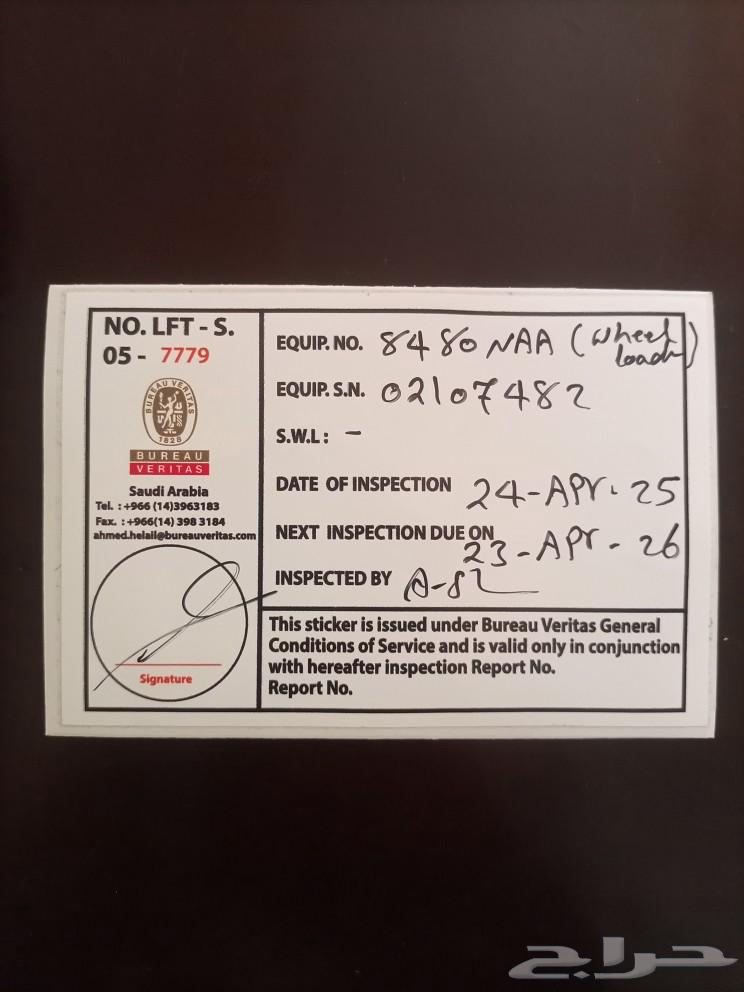 NO. LFT - S.
05 - 7779
BUREAU VERITAS
1828
BUREAU
VERITAS
Saudi Arabia
Tel. : +966 (14)3963183
Fax. : +966(14) 398 3184
ahmed.helail@bureauveritas.com
Signature
EQUIP. NO. 8480 NAA (wheel loader)
EQUIP. S.N. 02107482
S.W.L : -
DATE OF INSPECTION 24-APR-25
NEXT INSPECTION DUE ON 23-APR-26
INSPECTED BY
This sticker is issued under Bureau Veritas General
Conditions of Service and is valid only in conjunction
with hereafter inspection Report No.
Report No.
حراج